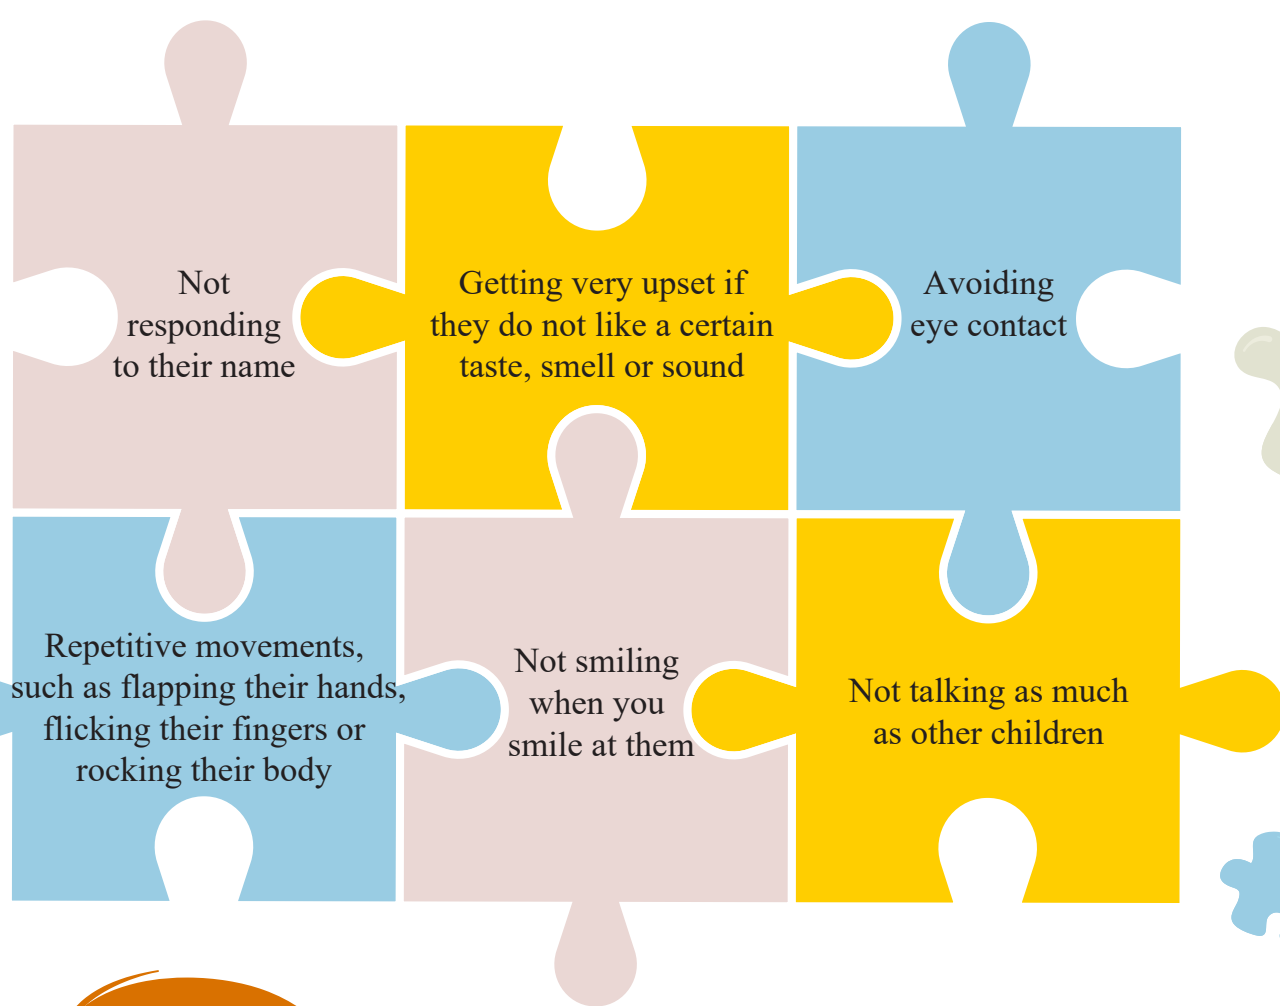 Not
responding
to their name
Getting very upset if
they do not like a certain
taste, smell or sound
Avoiding
eye contact
Repetitive movements,
such as flapping their hands,
flicking their fingers or
rocking their body
Not smiling
when you
smile at them
Not talking as much
as other children